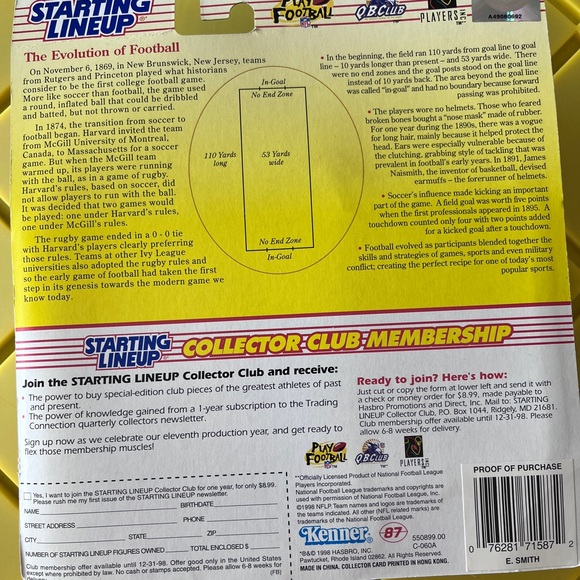 STARTING
LINEUP
PLAY
FOOTBALL
Q.B. CLUB
PLAYERS INC
The Evolution of Football
On November 6, 1869, in New Brunswick, New Jersey, teams
from Rutgers and Princeton played what historians
consider to be the first college football game.
More like soccer than football, the game used
a round, inflated ball that could be dribbled
and batted, but not thrown or carried.
In 1874, the transition from soccer to
football began. Harvard invited the team
from McGill University of Montreal,
Canada, to Massachusetts for a soccer
game. But when the McGill team
warmed up, its players were running
with the ball, as in a game of rugby.
Harvard's rules, based on soccer, did
not allow players to run with the ball.
It was decided that two games would
be played: one under Harvard's rules,
one under McGill's rules.
The rugby game ended in a 0 - 0 tie
with Harvard's players clearly preferring
those rules. Teams at other Ivy League
universities also adopted the rugby rules and
so the early game of football had taken the first
step in its genesis towards the modern game we
know today.
In-Goal
No End Zone
110 Yards
long
53 Yards
wide
No End Zone
In-Goal
• In the beginning, the field ran 110 yards from goal line to goal
line – 10 yards longer than present – and 53 yards wide. There
were no end zones and the goal posts stood on the goal line
instead of 10 yards back. The area beyond the goal line
was called "in-goal" and had no boundary because forward
passing was prohibited.
• The players wore no helmets. Those who feared
broken bones bought a "nose mask" made of rubber.
For one year during the 1890s, there was a vogue
for long hair, mainly because it helped protect the
head. Ears were especially vulnerable because of
the clutching, grabbing style of tackling that was
prevalent in football's early years. In 1891, James
Naismith, the inventor of basketball, devised
earmuffs – the forerunner of helmets.
• Soccer's influence made kicking an important
part of the game. A field goal was worth five points
when the first professionals appeared in 1895. A
touchdown counted only four with two points added
for a kicked goal after a touchdown.
• Football evolved as participants blended together the
skills and strategies of games, sports and even military
conflict; creating the perfect recipe for one of today's most
popular sports.
STARTING
LINEUP
COLLECTOR CLUB MEMBERSHIP
Join the STARTING LINEUP Collector Club and receive:
• The power to buy special-edition club pieces of the greatest athletes of past
and present.
• The power of knowledge gained from a 1-year subscription to the Trading
Connection quarterly collectors newsletter.
Sign up now as we celebrate our eleventh production year, and get ready to
flex those membership muscles!
Ready to join? Here's how:
Just cut or copy the form at lower left and send it with
a check or money order for $8.99, made payable to
Hasbro Promotions and Direct, Inc. Mail to: STARTING
LINEUP Collector Club, P.O. Box 1044, Ridgely, MD 21681.
Club membership offer available until 12-31-98. Please
allow 6-8 weeks for delivery.
PLAY
FOOTBALL
Q.B. CLUB
PLAYERS INC
Yes, I want to join the STARTING LINEUP Collector Club for one year, for only $8.99.
Please rush me my first issue of the STARTING LINEUP newsletter.
NAME
BIRTHDATE
STREET ADDRESS
PHONE
CITY
STATE
ZIP
NUMBER OF STARTING LINEUP FIGURES OWNED
TOTAL ENCLOSED $
Club membership offer available until 12-31-98. Offer good only in the United States
except where prohibited by law. No cash or stamps accepted. Please allow 6-8 weeks
for delivery.
(FB)
™Officially Licensed Product of National Football League
Players Incorporated.
National Football League trademarks and copyrights are
used with permission of National Football League, Inc.
©1998 NFLP. Team names and logos are trademarks of
the teams indicated. All other (NFL related marks) are
trademarks of the National Football League.
Kenner
87
550899.00
C-060A
®&© 1998 HASBRO, INC.
Pawtucket, Rhode Island 02862. All Rights Reserved.
MADE IN CHINA. COLLECTOR CARD PRINTED IN HONG KONG.
PROOF OF PURCHASE
0 76281 71587 2
C-2
E. SMITH